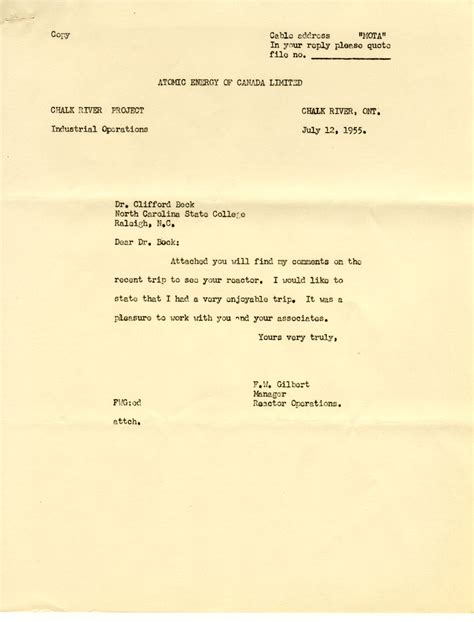 Copy
Cable address "MOTA"
In your reply please quote
file no.
ATOMIC ENERGY OF CANADA LIMITED
CHALK RIVER PROJECT
CHALK RIVER, ONT.
Industrial Operations
July 12, 1955.
Dr. Clifford Beck
North Carolina State College
Raleigh, N.C.
Dear Dr. Beck:
Attached you will find my comments on the
recent trip to see your reactor. I would like to
state that I had a very enjoyable trip. It was a
pleasure to work with you and your associates.
Yours very truly,
F.W. Gilbert
Manager
Reactor Operations.
FWG:od
attch.